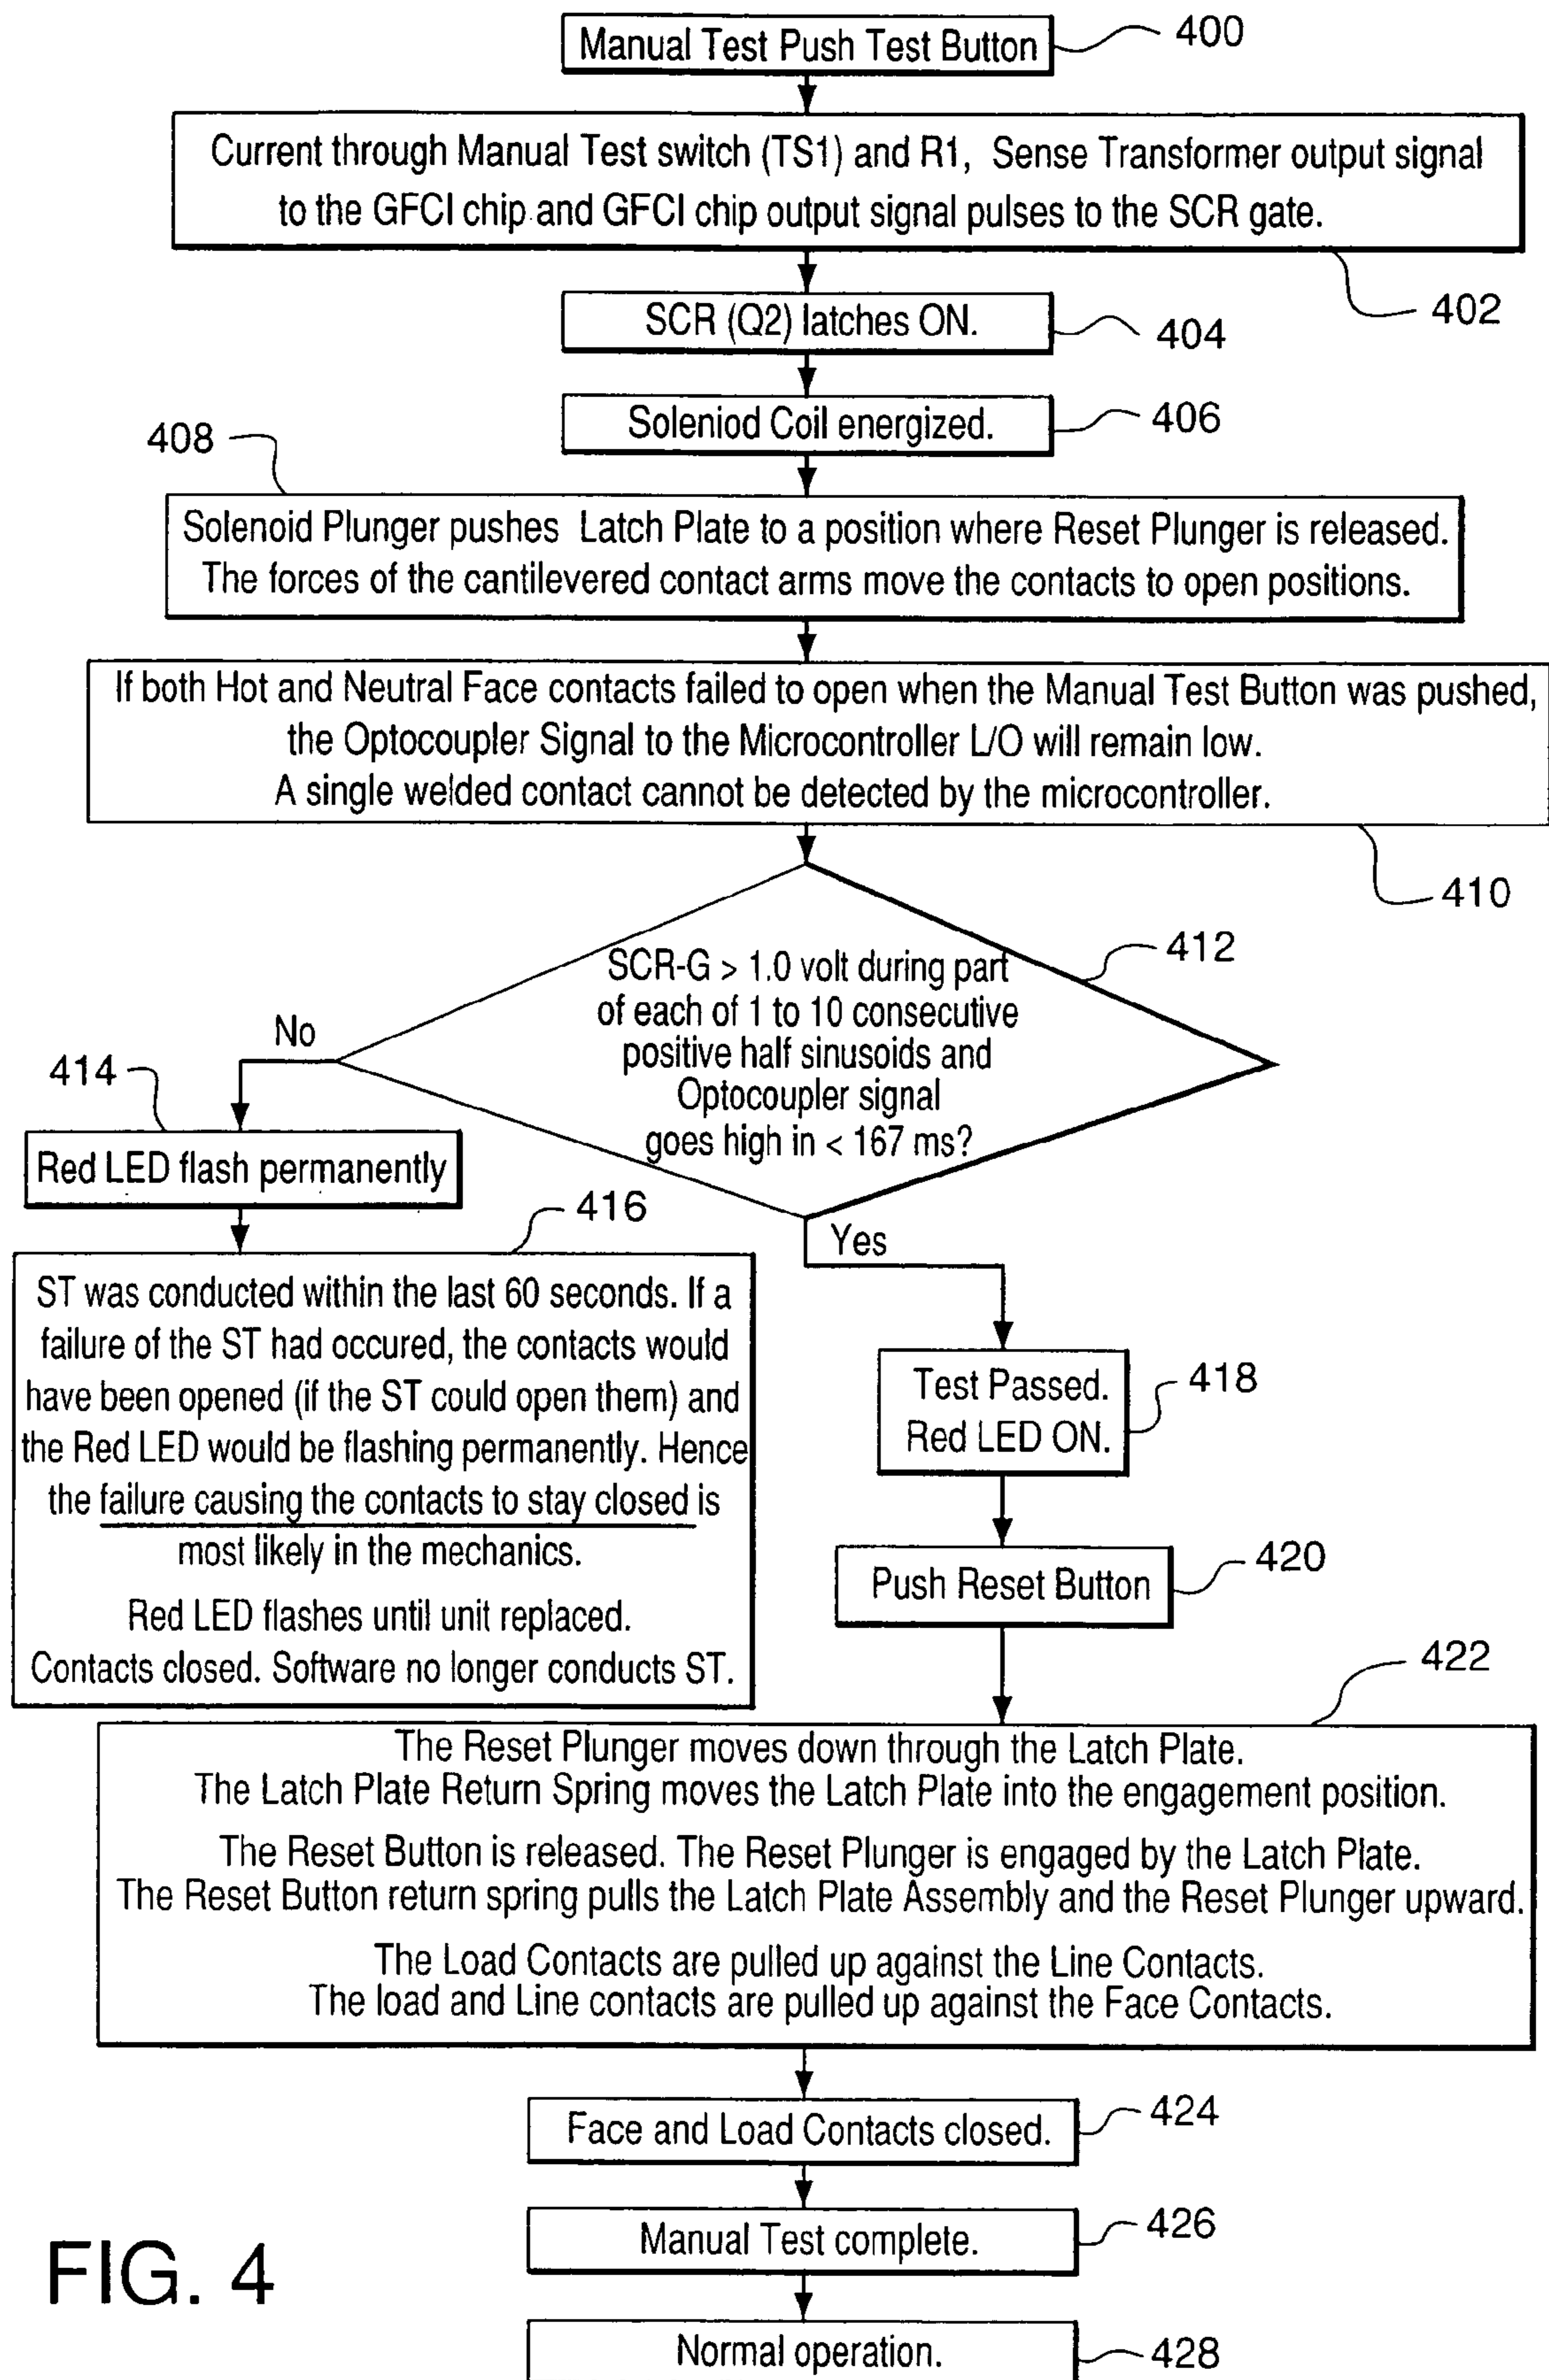 Manual Test Push Test Button
400
Current through Manual Test switch (TS1) and R1, Sense Transformer output signal
to the GFCI chip and GFCI chip output signal pulses to the SCR gate.
402
SCR (Q2) latches ON.
404
Soleniod Coil energized.
406
408
Solenoid Plunger pushes Latch Plate to a position where Reset Plunger is released.
The forces of the cantilevered contact arms move the contacts to open positions.
If both Hot and Neutral Face contacts failed to open when the Manual Test Button was pushed,
the Optocoupler Signal to the Microcontroller L/O will remain low.
A single welded contact cannot be detected by the microcontroller.
410
412
SCR-G > 1.0 volt during part
of each of 1 to 10 consecutive
positive half sinusoids and
Optocoupler signal
goes high in < 167 ms?
No
414
Red LED flash permanently
416
ST was conducted within the last 60 seconds. If a
failure of the ST had occured, the contacts would
have been opened (if the ST could open them) and
the Red LED would be flashing permanently. Hence
the failure causing the contacts to stay closed is
most likely in the mechanics.
Red LED flashes until unit replaced.
Contacts closed. Software no longer conducts ST.
Yes
Test Passed.
Red LED ON.
418
Push Reset Button
420
422
The Reset Plunger moves down through the Latch Plate.
The Latch Plate Return Spring moves the Latch Plate into the engagement position.
The Reset Button is released. The Reset Plunger is engaged by the Latch Plate.
The Reset Button return spring pulls the Latch Plate Assembly and the Reset Plunger upward.
The Load Contacts are pulled up against the Line Contacts.
The load and Line contacts are pulled up against the Face Contacts.
Face and Load Contacts closed.
424
Manual Test complete.
426
Normal operation.
428
FIG. 4